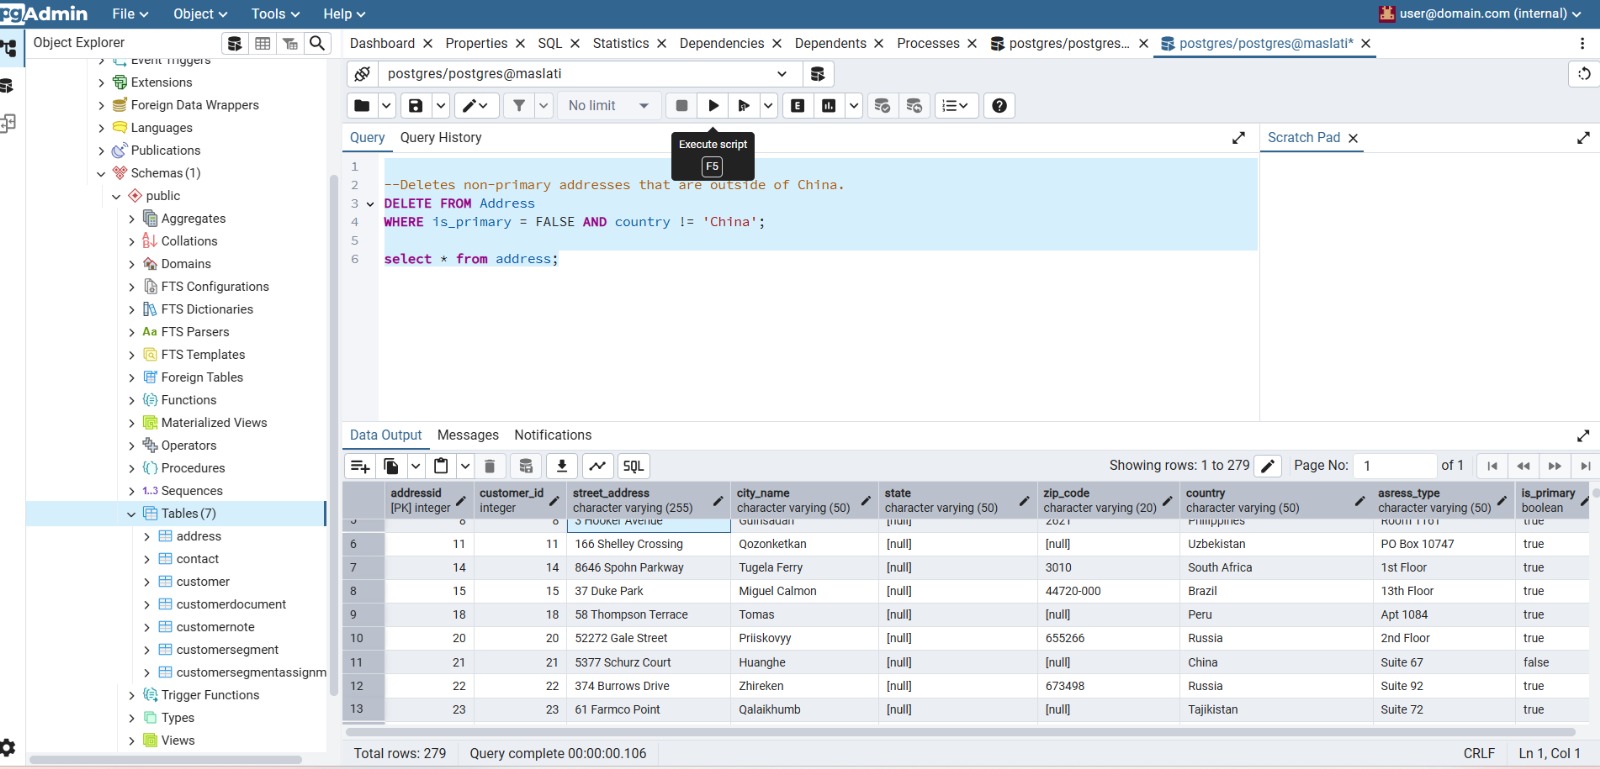 pgAdmin File Object Tools Help user@domain.com (internal)
Object Explorer
Dashboard Properties SQL Statistics Dependencies Dependents Processes postgres/postgres... postgres/postgres@maslati*
Event Triggers
Extensions
Foreign Data Wrappers
Languages
Publications
Schemas (1)
public
Aggregates
Collations
Domains
FTS Configurations
FTS Dictionaries
Aa FTS Parsers
FTS Templates
Foreign Tables
Functions
Materialized Views
Operators
Procedures
1..3 Sequences
Tables (7)
address
contact
customer
customerdocument
customernote
customersegment
customersegmentassignm
Trigger Functions
Types
Views
postgres/postgres@maslati
No limit E
Query Query History
Scratch Pad
Execute script
F5
1
2 --Deletes non-primary addresses that are outside of China.
3 DELETE FROM Address
4 WHERE is_primary = FALSE AND country != 'China';
5
6 select * from address;
Data Output Messages Notifications
SQL Showing rows: 1 to 279 Page No: 1 of 1
addressid customer_id street_address city_name state zip_code country asress_type is_primary
[PK] integer integer character varying (255) character varying (50) character varying (50) character varying (20) character varying (50) character varying (50) boolean
5 8 8 3 Hooker Avenue Guinsadan [null] 2621 Philippines Room 1161 true
6 11 11 166 Shelley Crossing Qozonketkan [null] [null] Uzbekistan PO Box 10747 true
7 14 14 8646 Spohn Parkway Tugela Ferry [null] 3010 South Africa 1st Floor true
8 15 15 37 Duke Park Miguel Calmon [null] 44720-000 Brazil 13th Floor true
9 18 18 58 Thompson Terrace Tomas [null] [null] Peru Apt 1084 true
10 20 20 52272 Gale Street Priiskovyy [null] 655266 Russia 2nd Floor true
11 21 21 5377 Schurz Court Huanghe [null] [null] China Suite 67 false
12 22 22 374 Burrows Drive Zhireken [null] 673498 Russia Suite 92 true
13 23 23 61 Farmco Point Qalaikhumb [null] [null] Tajikistan Suite 72 true
Total rows: 279 Query complete 00:00:00.106 CRLF Ln 1, Col 1